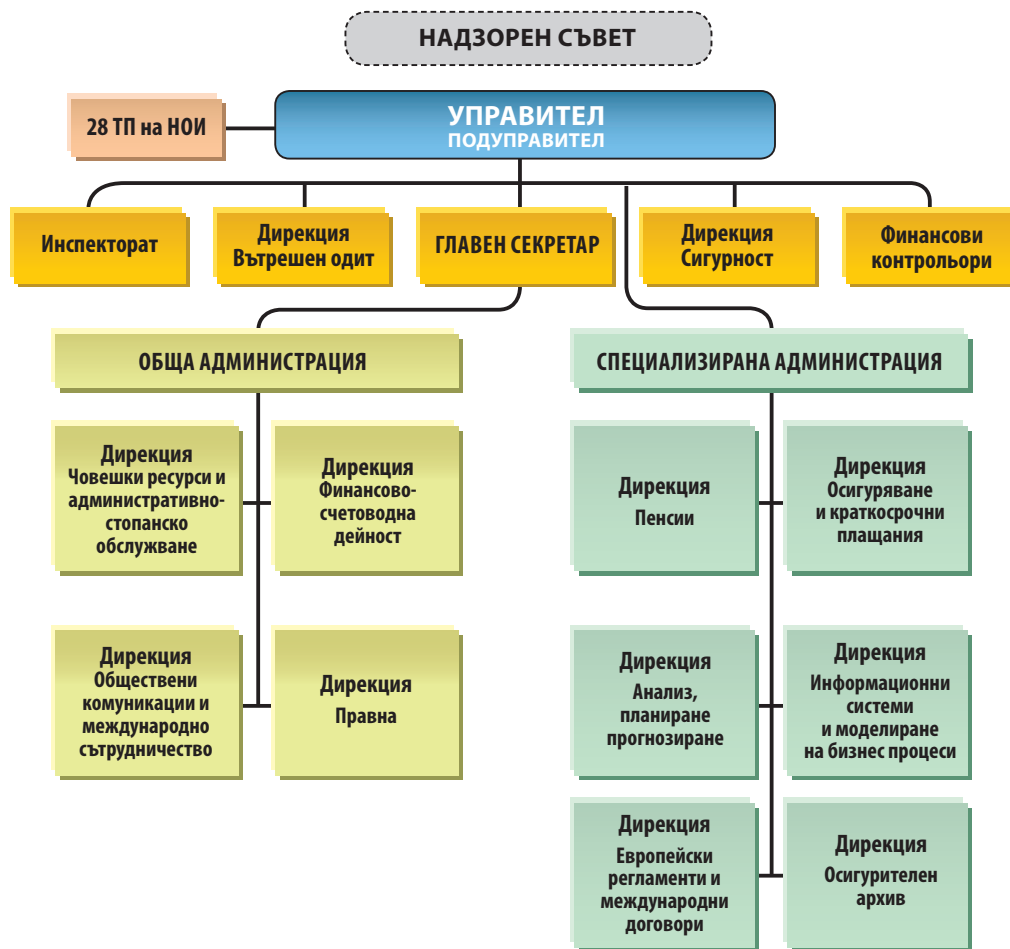 НАДЗОРЕН СЪВЕТ
28 ТП на НОИ
УПРАВИТЕЛ
ПОДУПРАВИТЕЛ
Инспекторат
Дирекция
Вътрешен одит
ГЛАВЕН СЕКРЕТАР
Дирекция
Сигурност
Финансови
контрольори
ОБЩА АДМИНИСТРАЦИЯ
СПЕЦИАЛИЗИРАНА АДМИНИСТРАЦИЯ
Дирекция
Човешки ресурси и
административно-
стопанско
обслужване
Дирекция
Финансово-
счетоводна
дейност
Дирекция
Пенсии
Дирекция
Осигуряване
и краткосрочни
плащания
Дирекция
Обществени
комуникации и
международно
сътрудничество
Дирекция
Правна
Дирекция
Анализ,
планиране
прогнозиране
Дирекция
Информационни
системи
и моделиране
на бизнес процеси
Дирекция
Европейски
регламенти и
международни
договори
Дирекция
Осигурителен
архив